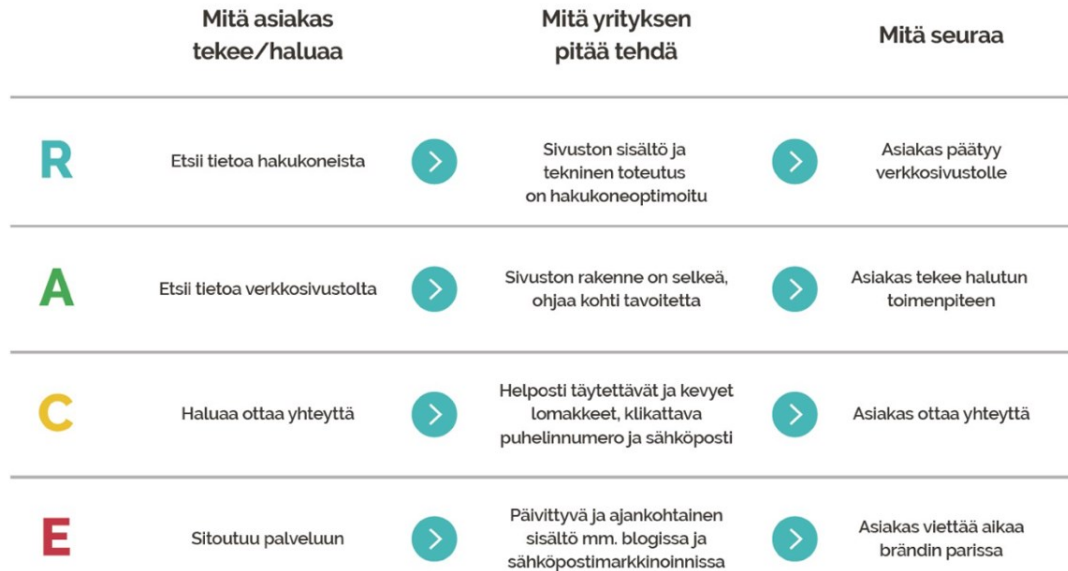 Mitä asiakas
tekee/haluaa
Mitä yrityksen
pitää tehdä
Mitä seuraa
R
Etsii tietoa hakukoneista
Sivuston sisältö ja
tekninen toteutus
on hakukoneoptimoitu
Asiakas päätyy
verkkosivustolle
A
Etsii tietoa verkkosivustolta
Sivuston rakenne on selkeä,
ohjaa kohti tavoitetta
Asiakas tekee halutun
toimenpiteen
C
Haluaa ottaa yhteyttä
Helposti täytettävät ja kevyet
lomakkeet, klikattava
puhelinnumero ja sähköposti
Asiakas ottaa yhteyttä
E
Sitoutuu palveluun
Päivittyvä ja ajankohtainen
sisältö mm. blogissa ja
sähköpostimarkkinoinnissa
Asiakas viettää aikaa
brändin parissa